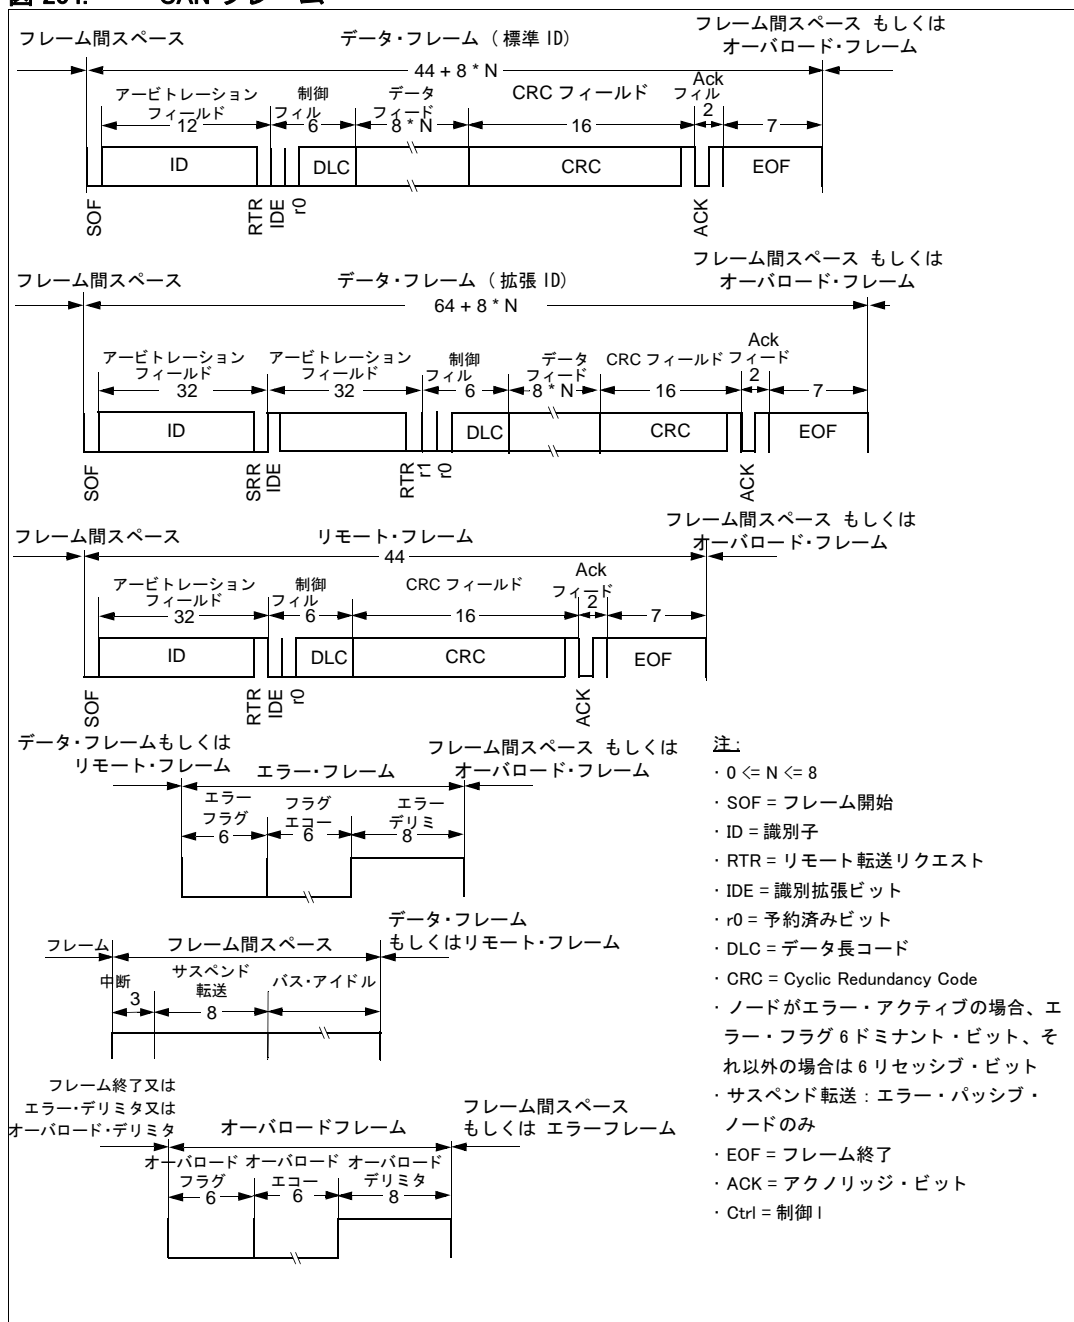 フレーム間スペース
データ・フレーム ( 標準 ID)
フレーム間スペース もしくは
オーバロード・フレーム
44 + 8 * N
アービトレーション
フィールド
12
制御
フィル
6
データ
フィード
8 * N
CRC フィールド
16
Ack
フィル
2
7
ID
DLC
CRC
EOF
SOF
RTR
IDE
r0
ACK
フレーム間スペース
データ・フレーム ( 拡張 ID)
フレーム間スペース もしくは
オーバロード・フレーム
64 + 8 * N
アービトレーション
フィールド
32
アービトレーション
フィールド
32
制御
フィル
6
データ
フィード
8 * N
CRC フィールド
16
Ack
フィード
2
7
ID
DLC
CRC
EOF
SOF
SRR
IDE
RTR
r1
r0
ACK
フレーム間スペース
リモート・フレーム
フレーム間スペース もしくは
オーバロード・フレーム
44
アービトレーション
フィールド
32
制御
フィル
6
CRC フィールド
16
Ack
フィード
2
7
ID
DLC
CRC
EOF
SOF
RTR
IDE
r0
ACK
データ・フレームもしくは
リモート・フレーム
エラー・フレーム
フレーム間スペース もしくは
オーバロード・フレーム
エラー
フラグ
6
フラグ
エコー
6
エラー
デリミ
8
フレーム
フレーム間スペース
データ・フレーム
もしくはリモート・フレーム
中断
3
サスペンド
転送
8
バス・アイドル
フレーム終了又は
エラー・デリミタ又は
オーバロード・デリミタ
オーバロードフレーム
フレーム間スペース
もしくは エラーフレーム
オーバロード
フラグ
6
オーバロード
エコー
6
オーバロード
デリミタ
8
注:
・0 <= N <= 8
・SOF = フレーム開始
・ID = 識別子
・RTR = リモート転送リクエスト
・IDE = 識別拡張ビット
・r0 = 予約済みビット
・DLC = データ長コード
・CRC = Cyclic Redundancy Code
・ノードがエラー・アクティブの場合、エ
ラー・フラグ 6 ドミナント・ビット、そ
れ以外の場合は 6 リセッシブ・ビット
・サスペンド転送 : エラー・パッシブ・
ノードのみ
・EOF = フレーム終了
・ACK = アクノリッジ・ビット
・Ctrl = 制御 l